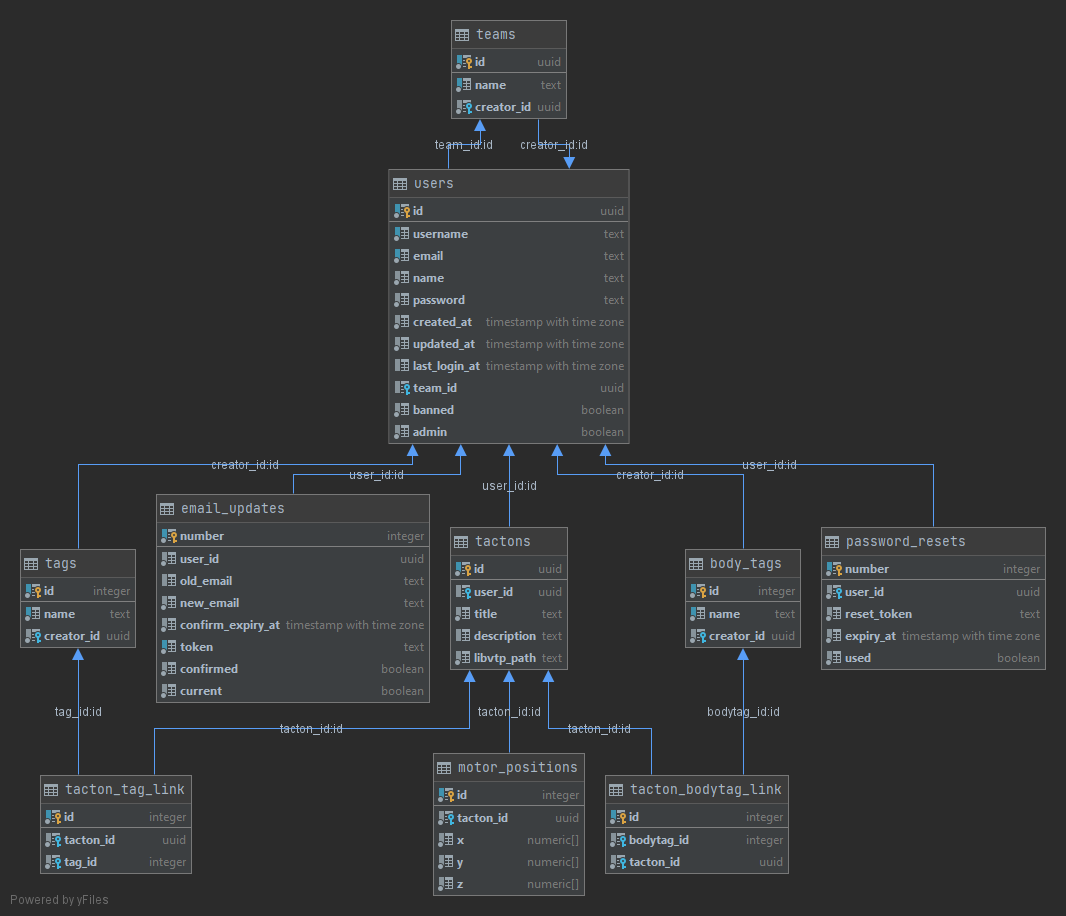 teams
id uuid
name text
creator_id uuid
team_id:id creator_id:id
users
id uuid
username text
email text
name text
password text
created_at timestamp with time zone
updated_at timestamp with time zone
last_login_at timestamp with time zone
team_id uuid
banned boolean
admin boolean
creator_id:id user_id:id user_id:id creator_id:id user_id:id
email_updates
number integer
user_id uuid
old_email text
new_email text
confirm_expiry_at timestamp with time zone
token text
confirmed boolean
current boolean
tactons
id uuid
user_id uuid
title text
description text
libvtp_path text
password_resets
number integer
user_id uuid
reset_token text
expiry_at timestamp with time zone
used boolean
tags
id integer
name text
creator_id uuid
body_tags
id integer
name text
creator_id uuid
tag_id:id tacton_id:id tacton_id:id tacton_id:id bodytag_id:id
motor_positions
id integer
tacton_id uuid
x numeric[]
y numeric[]
z numeric[]
tacton_tag_link
id integer
tacton_id uuid
tag_id integer
tacton_bodytag_link
id integer
bodytag_id integer
tacton_id uuid
Powered by yFiles